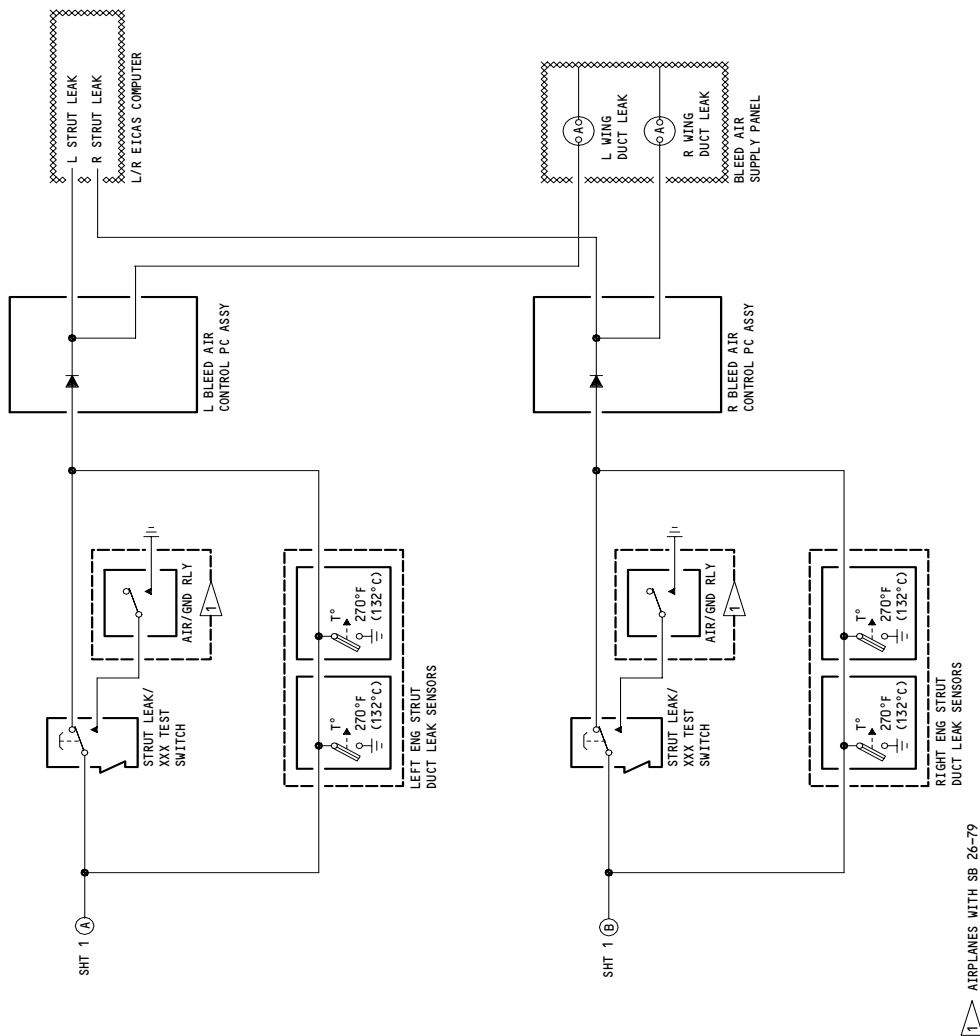 L STRUT LEAK
R STRUT LEAK
L/R EICAS COMPUTER
A
L WING
DUCT LEAK
A
R WING
DUCT LEAK
BLEED AIR
SUPPLY PANEL
L BLEED AIR
CONTROL PC ASSY
R BLEED AIR
CONTROL PC ASSY
AIR/GND RLY
1
STRUT LEAK/
XXX TEST
SWITCH
T°
270°F
(132°C)
T°
270°F
(132°C)
LEFT ENG STRUT
DUCT LEAK SENSORS
SHT 1 A
AIR/GND RLY
1
STRUT LEAK/
XXX TEST
SWITCH
T°
270°F
(132°C)
T°
270°F
(132°C)
RIGHT ENG STRUT
DUCT LEAK SENSORS
SHT 1 B
1 AIRPLANES WITH SB 26-79